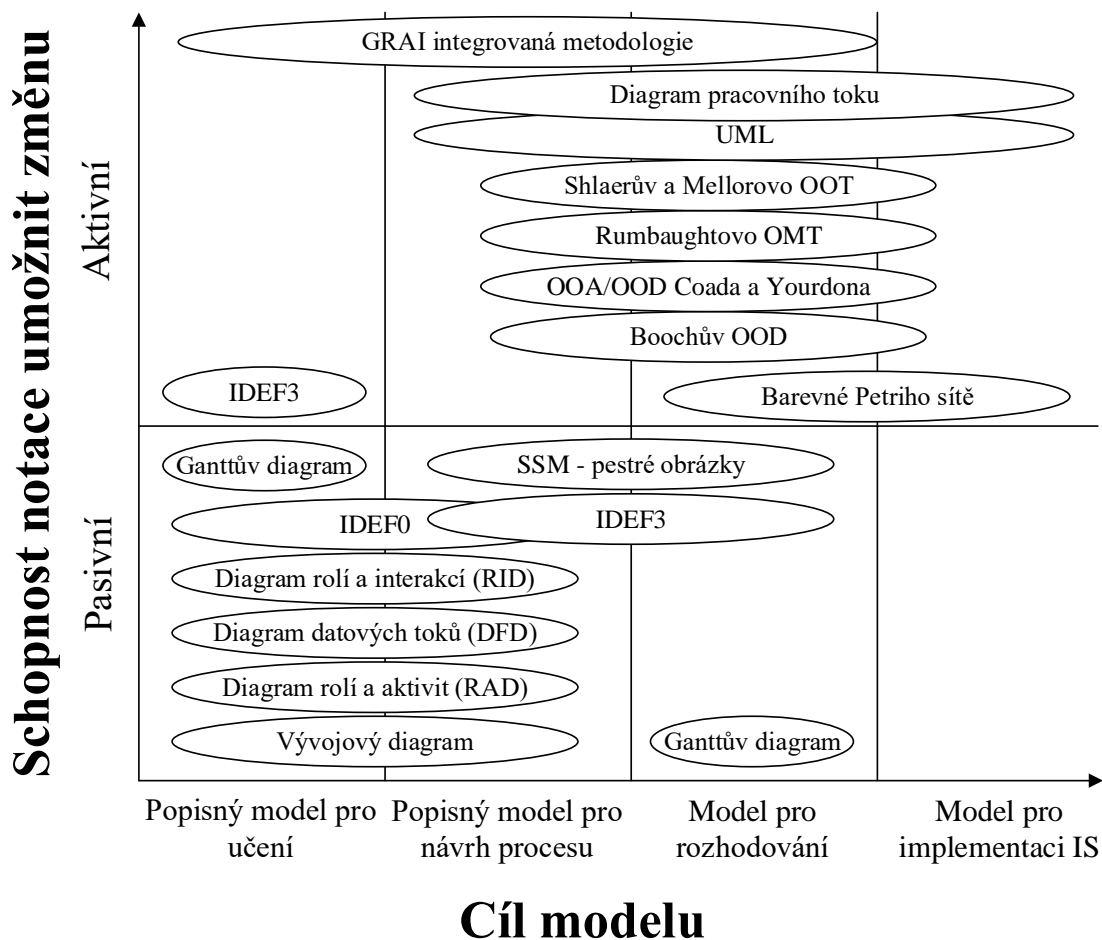 Schopnost notace umožnit změnu
Aktivní
Pasivní
GRAI integrovaná metodologie
Diagram pracovního toku
UML
Shlaerův a Mellorovo OOT
Rumbaughtovo OMT
OOA/OOD Coada a Yourdona
Boochův OOD
IDEF3
Barevné Petriho sítě
Ganttův diagram
SSM - pestré obrázky
IDEF0
IDEF3
Diagram rolí a interakcí (RID)
Diagram datových toků (DFD)
Diagram rolí a aktivit (RAD)
Vývojový diagram
Ganttův diagram
Popisný model pro
učení
Popisný model pro
návrh procesu
Model pro
rozhodování
Model pro
implementaci IS
Cíl modelu